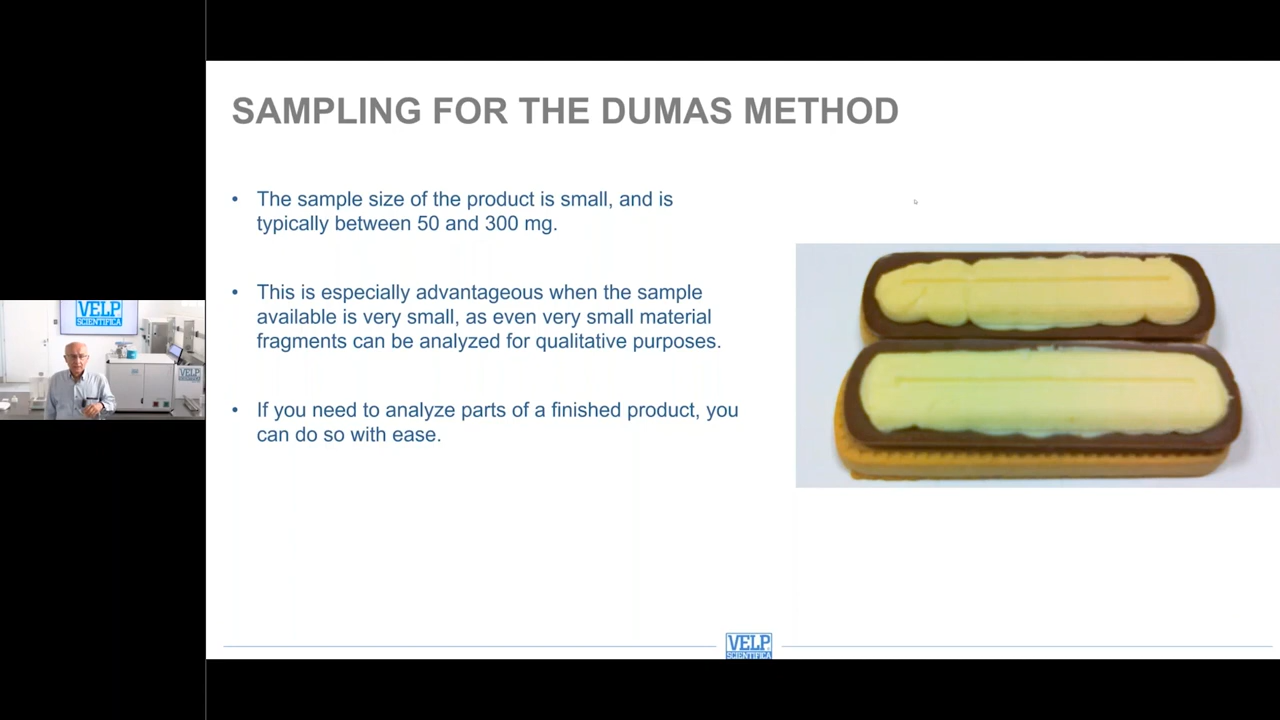 SAMPLING FOR THE DUMAS METHOD
• The sample size of the product is small, and is
typically between 50 and 300 mg.
• This is especially advantageous when the sample
available is very small, as even very small material
fragments can be analyzed for qualitative purposes.
• If you need to analyze parts of a finished product, you
can do so with ease.
VELP
SCIENTIFICA
VELP
VELP
SCIENTIFICA